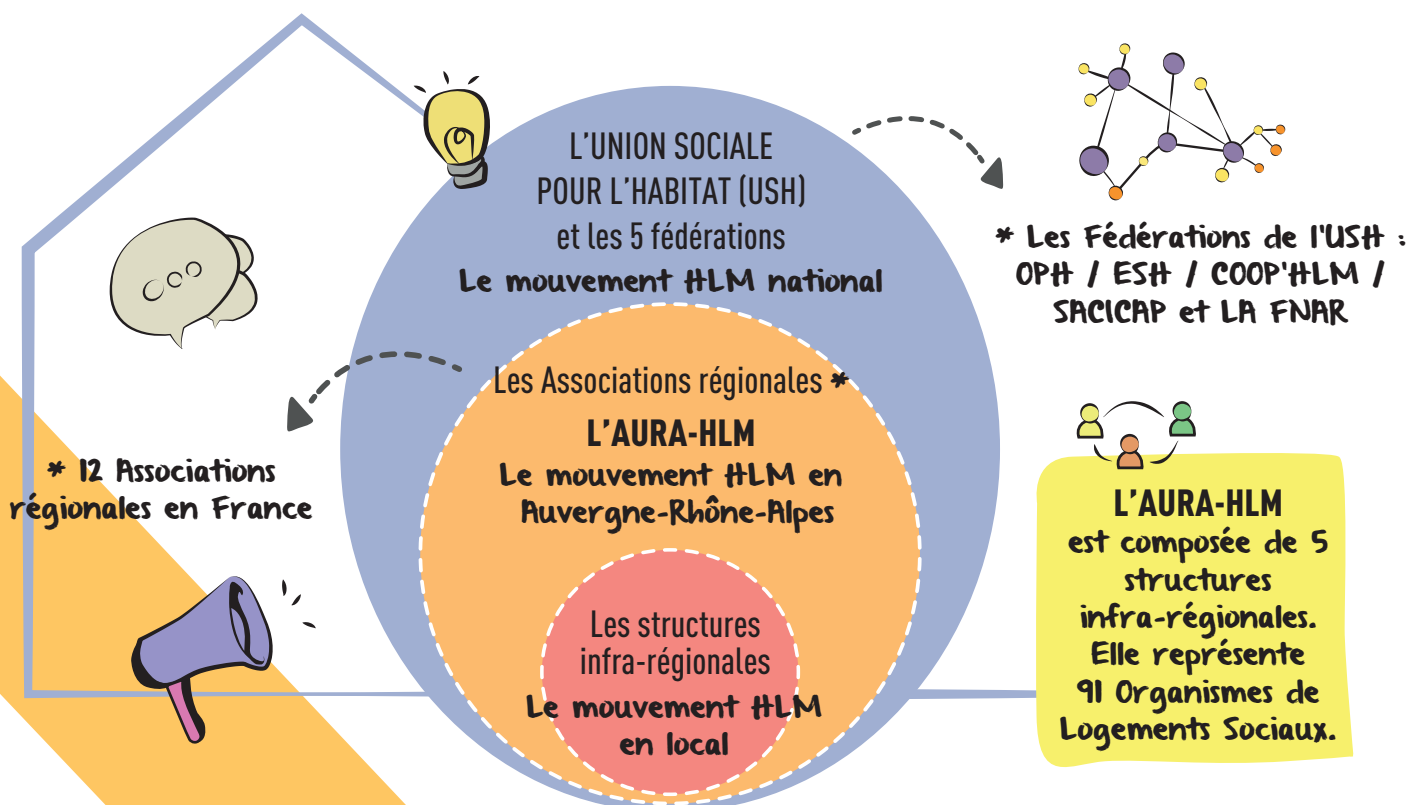 L'UNION SOCIALE
POUR L'HABITAT (USH)
et les 5 fédérations
Le mouvement HLM national
* Les Fédérations de l'USH :
OPH / ESH / COOP'HLM /
SACICAP et LA FNAR
Les Associations régionales *
L'AURA-HLM
Le mouvement HLM en
Auvergne-Rhône-Alpes
* 12 Associations
régionales en France
Les structures
infra-régionales
Le mouvement HLM
en local
L'AURA-HLM
est composée de 5
structures
infra-régionales.
Elle représente
91 Organismes de
Logements Sociaux.